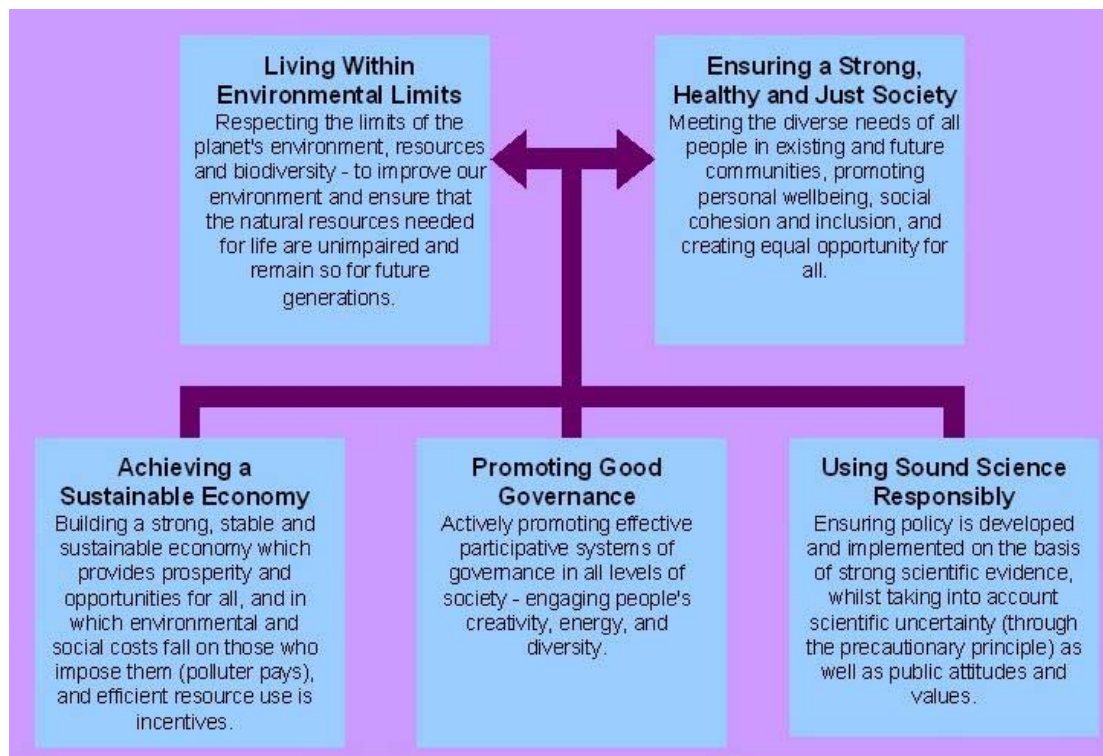 Living Within
Environmental Limits
Respecting the limits of the
planet's environment, resources
and biodiversity - to improve our
environment and ensure that
the natural resources needed
for life are unimpaired and
remain so for future
generations.
Ensuring a Strong,
Healthy and Just Society
Meeting the diverse needs of all
people in existing and future
communities, promoting
personal wellbeing, social
cohesion and inclusion, and
creating equal opportunity for
all.
Achieving a
Sustainable Economy
Building a strong, stable and
sustainable economy which
provides prosperity and
opportunities for all, and in
which environmental and
social costs fall on those who
impose them (polluter pays),
and efficient resource use is
incentives.
Promoting Good
Governance
Actively promoting effective
participative systems of
governance in all levels of
society - engaging people's
creativity, energy, and
diversity.
Using Sound Science
Responsibly
Ensuring policy is developed
and implemented on the basis
of strong scientific evidence,
whilst taking into account
scientific uncertainty (through
the precautionary principle) as
well as public attitudes and
values.